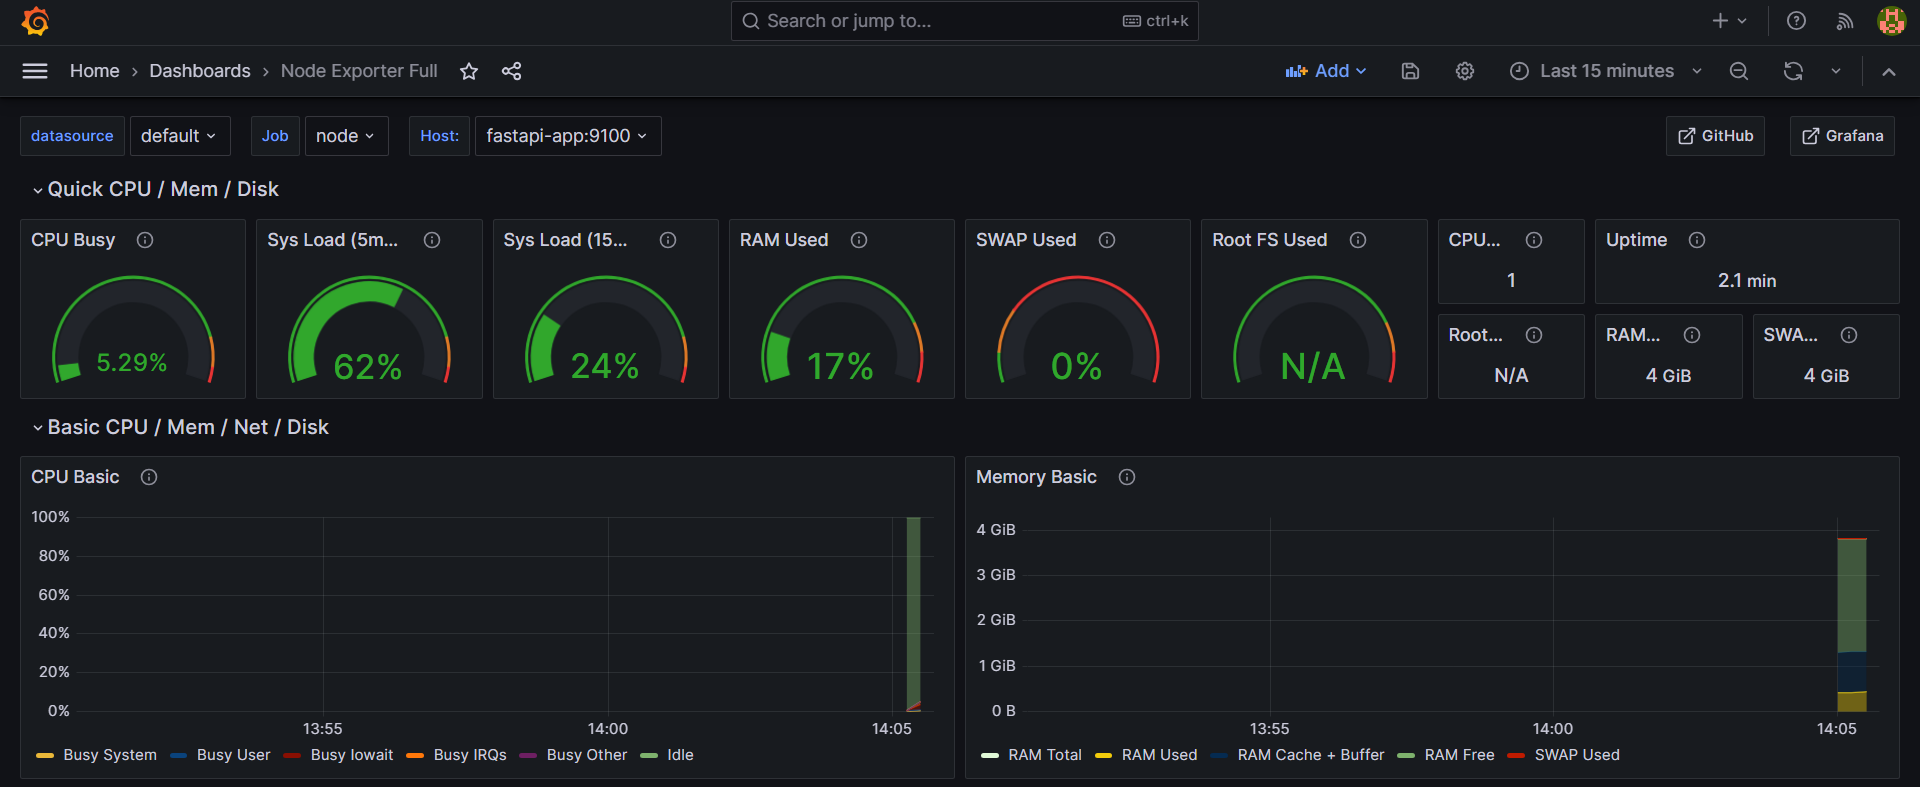 Search or jump to... ctrl+k
Home › Dashboards › Node Exporter Full
Add
Last 15 minutes
datasource default Job node Host: fastapi-app:9100 GitHub Grafana
Quick CPU / Mem / Disk
CPU Busy
5.29%
Sys Load (5m...
62%
Sys Load (15...
24%
RAM Used
17%
SWAP Used
0%
Root FS Used
N/A
CPU...
1
Uptime
2.1 min
Root...
N/A
RAM...
4 GiB
SWA...
4 GiB
Basic CPU / Mem / Net / Disk
CPU Basic
100%
80%
60%
40%
20%
0%
13:55 14:00 14:05
Busy System Busy User Busy Iowait Busy IRQs Busy Other Idle
Memory Basic
4 GiB
3 GiB
2 GiB
1 GiB
0 B
13:55 14:00 14:05
RAM Total RAM Used RAM Cache + Buffer RAM Free SWAP Used